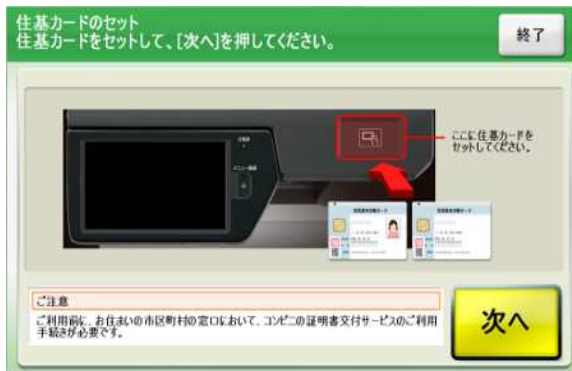 住基カードのセット
住基カードをセットして、[次へ]を押してください。
終了
ここに住基カードを
セットしてください。
ご注意
ご利用前に、お住まいの市区町村の窓口において、コンビニの証明書交付サービスのご利用
手続きが必要です。
次へ